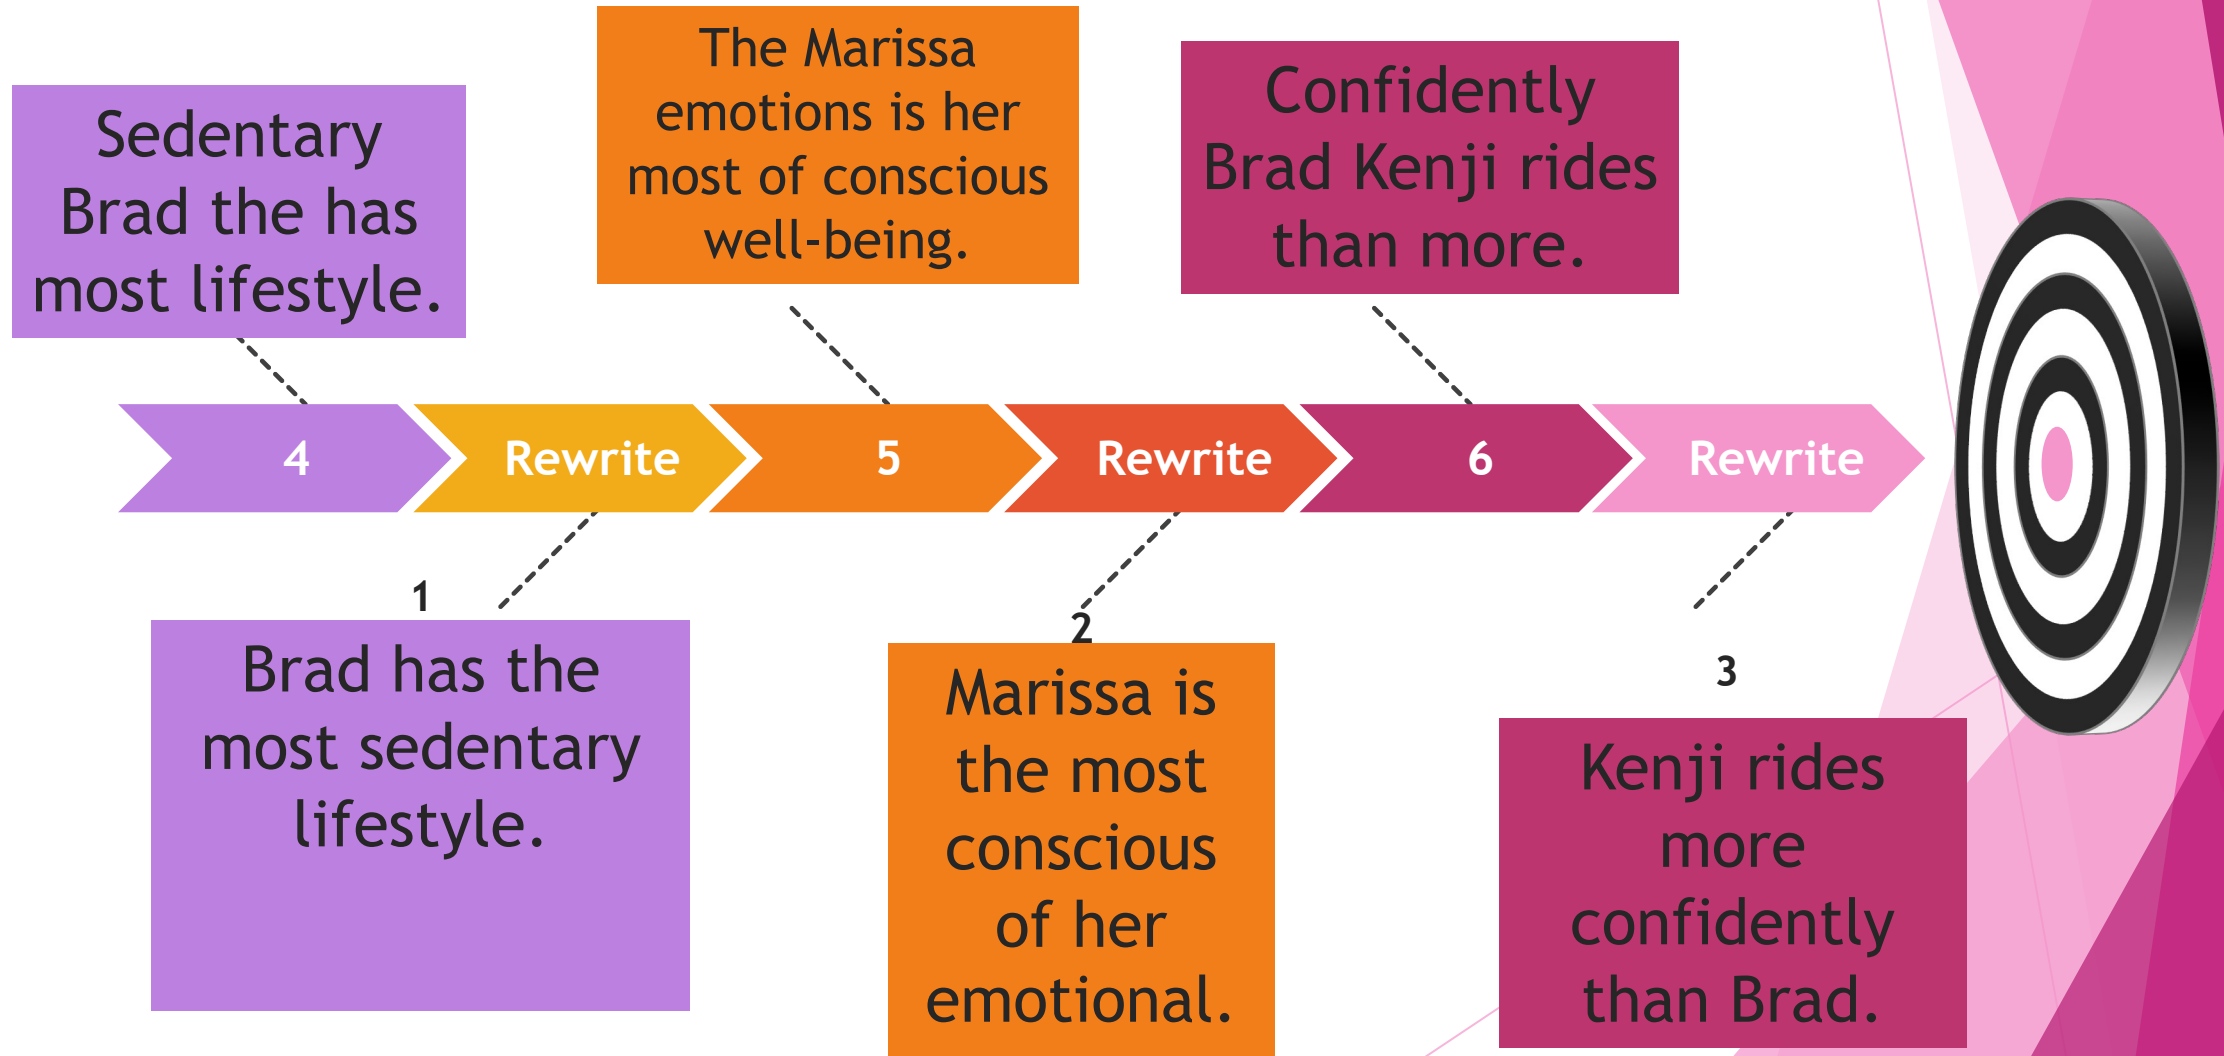 Sedentary
Brad the has
most lifestyle.
The Marissa
emotions is her
most of conscious
well-being.
Confidently
Brad Kenji rides
than more.
4
Rewrite
5
Rewrite
6
Rewrite
1
Brad has the
most sedentary
lifestyle.
2
Marissa is
the most
conscious
of her
emotional.
3
Kenji rides
more
confidently
than Brad.